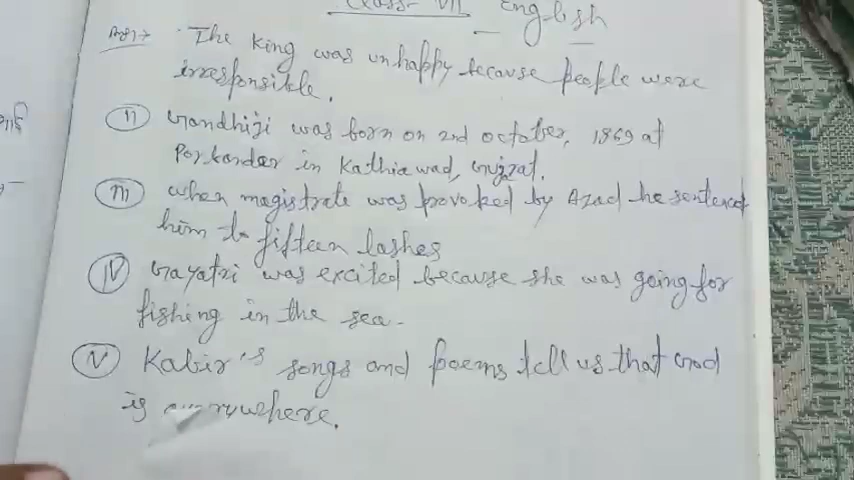 Class- VII English
Ans:→ The king was unhappy because people were
irresponsible.
(II) Gandhiji was born on 2nd October, 1869 at
Porbandar in Kathiawad, Gujrat.
(III) when magistrate was provoked by Azad he sentenced
him to fifteen lashes
(IV) Gayatri was excited because she was going for
fishing in the sea.
(V) Kabir's songs and poems tell us that God
is everywhere.